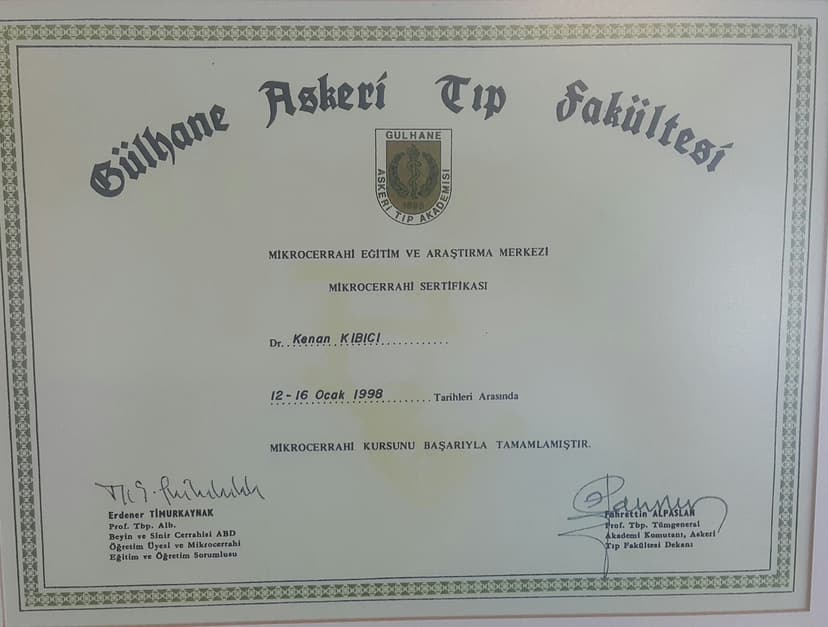 Gülhane Askeri Tıp Fakültesi
GÜLHANE
ASKERİ TIP AKADEMİSİ
1898
MİKROCERRAHİ EĞİTİM VE ARAŞTIRMA MERKEZİ
MİKROCERRAHİ SERTİFİKASI
Dr. Kenan KIBICI
12-16 Ocak 1998 Tarihleri Arasında
MİKROCERRAHİ KURSUNU BAŞARIYLA TAMAMLAMIŞTIR.
Erdener TİMURKAYNAK
Prof. Tbp. Alb.
Beyin ve Sinir Cerrahisi ABD
Öğretim Üyesi ve Mikrocerrahi
Eğitim ve Öğretim Sorumlusu
Fahrettin ALPASLAN
Prof. Tbp. Tümgeneral
Akademi Komutanı, Askeri
Tıp Fakültesi Dekanı